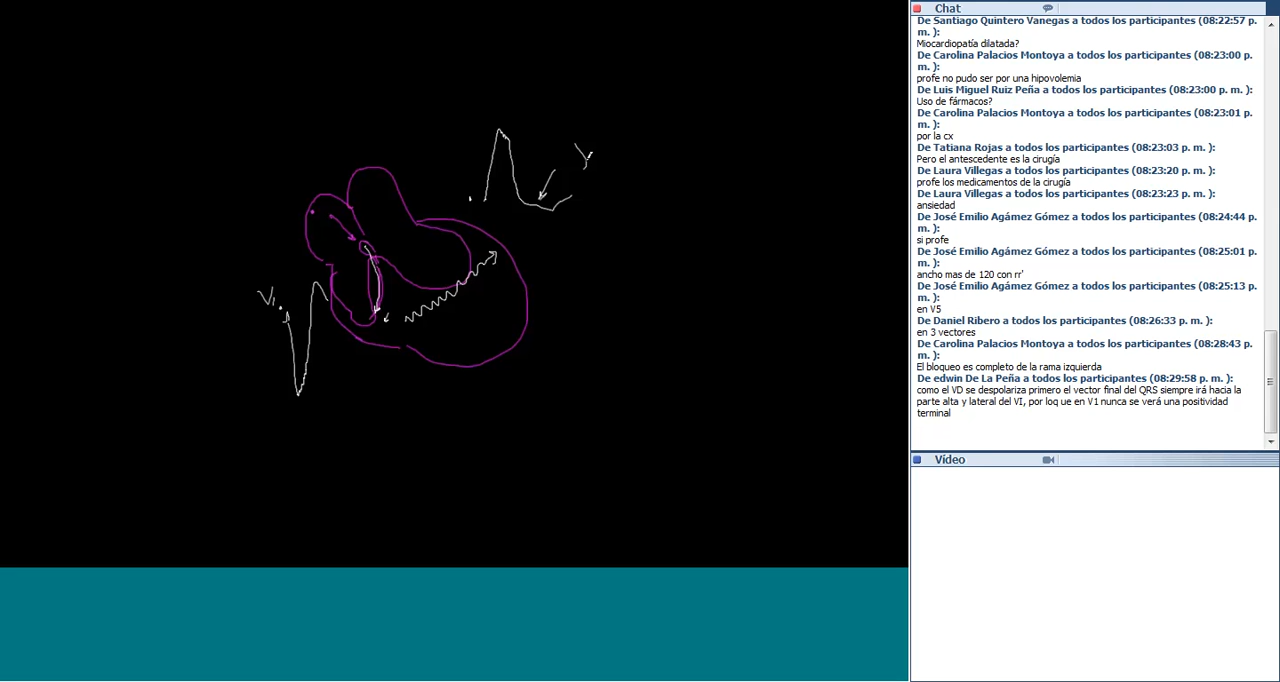 V1
V
Chat
De Santiago Quintero Vanegas a todos los participantes (08:22:57 p.
m. ):
Miocardiopatía dilatada?
De Carolina Palacios Montoya a todos los participantes (08:23:00 p.
m. ):
profe no pudo ser por una hipovolemia
De Luis Miguel Ruiz Peña a todos los participantes (08:23:00 p. m. ):
Uso de fármacos?
De Carolina Palacios Montoya a todos los participantes (08:23:01 p.
m. ):
por la cx
De Tatiana Rojas a todos los participantes (08:23:03 p. m. ):
Pero el antescedente es la cirugía
De Laura Villegas a todos los participantes (08:23:20 p. m. ):
profe los medicamentos de la cirugía
De Laura Villegas a todos los participantes (08:23:23 p. m. ):
ansiedad
De José Emilio Agámez Gómez a todos los participantes (08:24:44 p.
m. ):
si profe
De José Emilio Agámez Gómez a todos los participantes (08:25:01 p.
m. ):
ancho mas de 120 con rr'
De José Emilio Agámez Gómez a todos los participantes (08:25:13 p.
m. ):
en V5
De Daniel Ribero a todos los participantes (08:26:33 p. m. ):
en 3 vectores
De Carolina Palacios Montoya a todos los participantes (08:28:43 p.
m. ):
El bloqueo es completo de la rama izquierda
De edwin De La Peña a todos los participantes (08:29:58 p. m. ):
como el VD se despolariza primero el vector final del QRS siempre irá hacia la
parte alta y lateral del VI, por loq ue en V1 nunca se verá una positividad
terminal
Vídeo